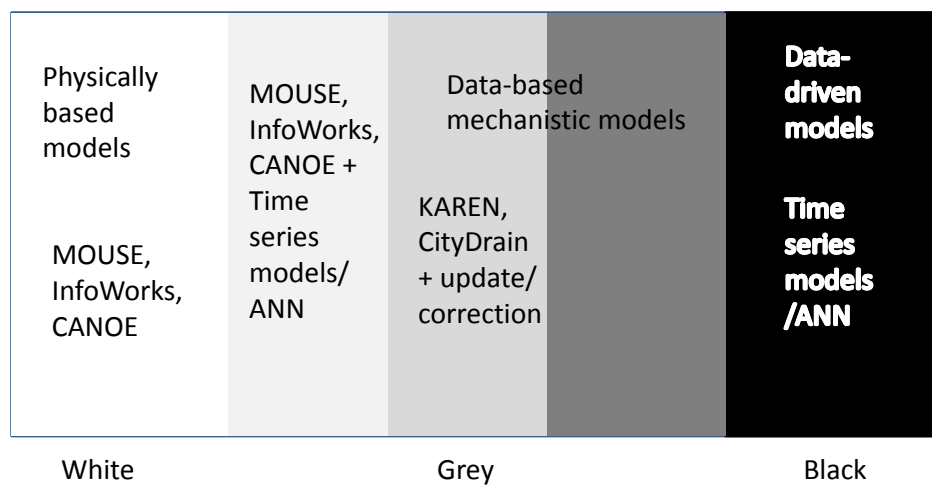 Physically
based
models
MOUSE,
InfoWorks,
CANOE
MOUSE,
InfoWorks,
CANOE +
Time
series
models/
ANN
Data-based
mechanistic models
KAREN,
CityDrain
+ update/
correction
Data-
driven
models
Time
series
models
/ANN
White
Grey
Black